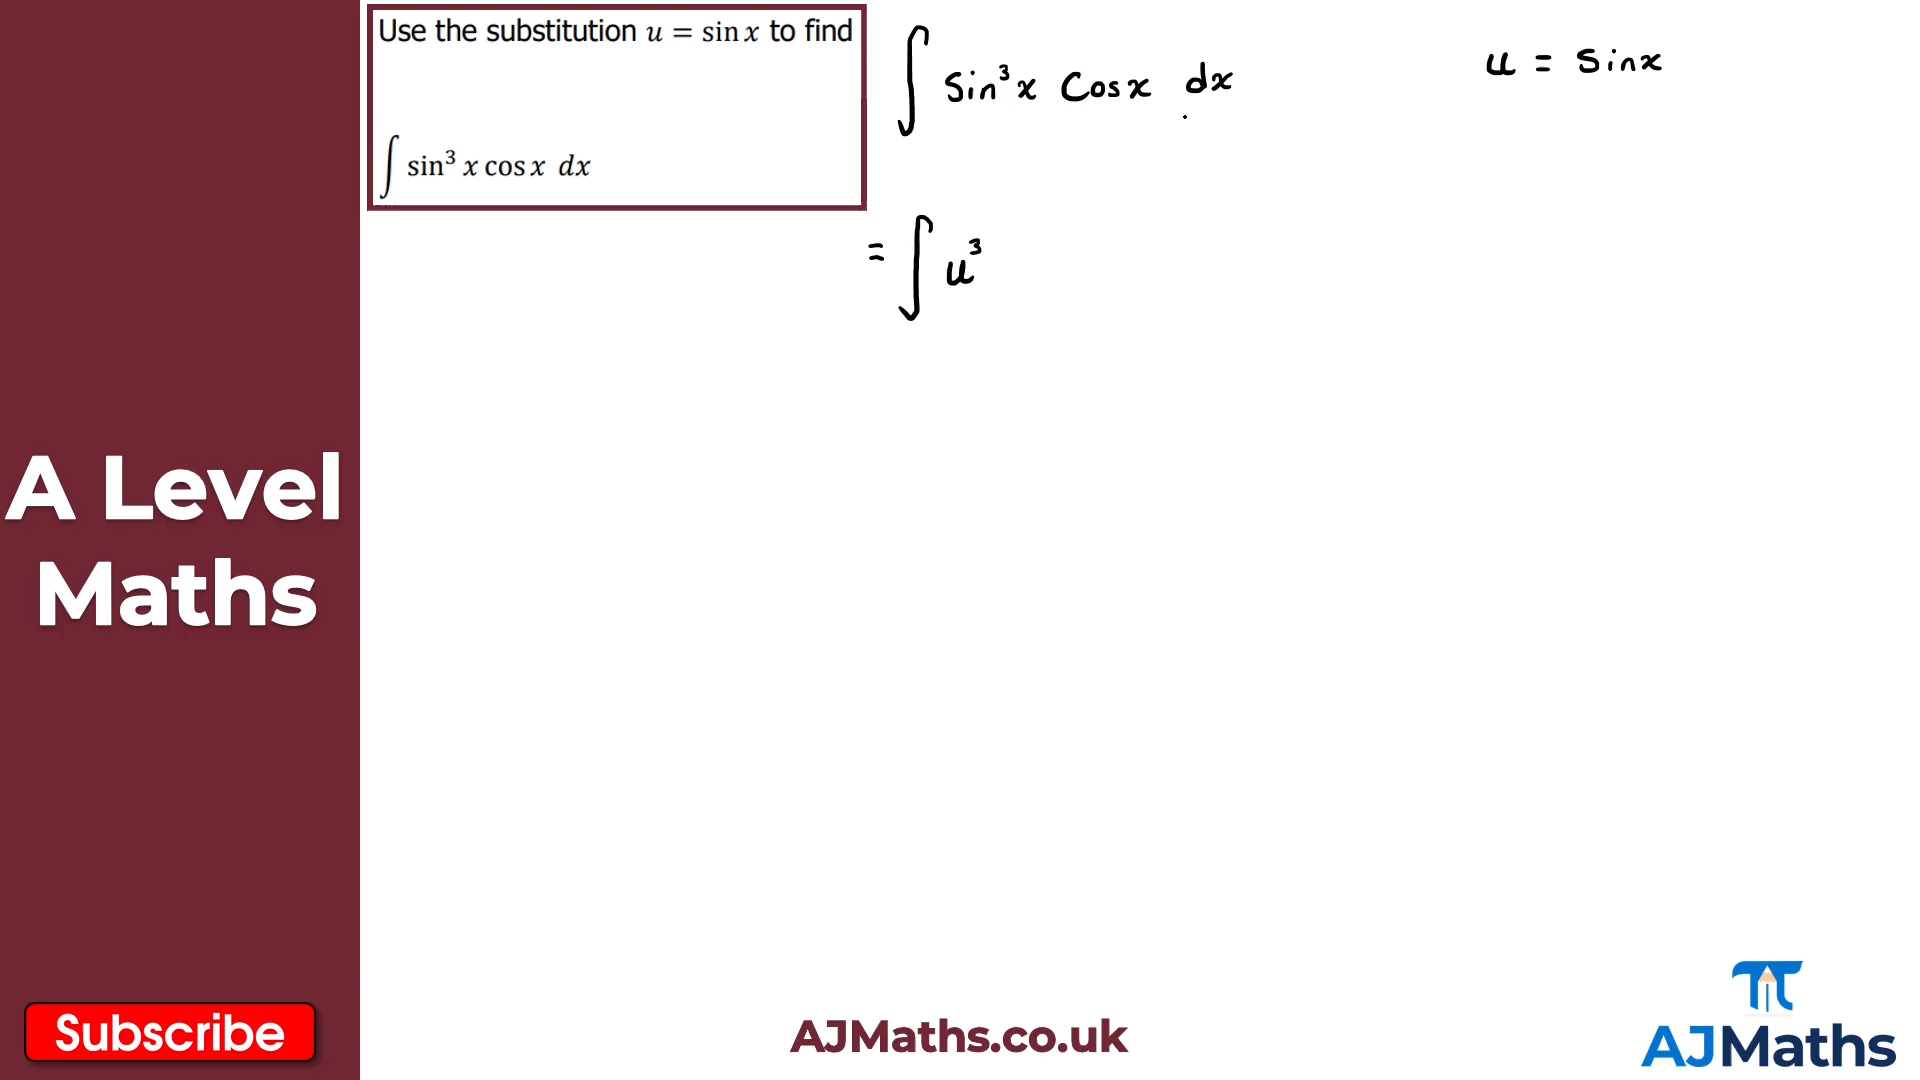 Use the substitution u = sin x to find
∫ sin³ x cos x dx
∫ Sin³x Cosx dx
u = Sinx
= ∫ u³
A Level
Maths
Subscribe
AJMaths.co.uk
AJMaths